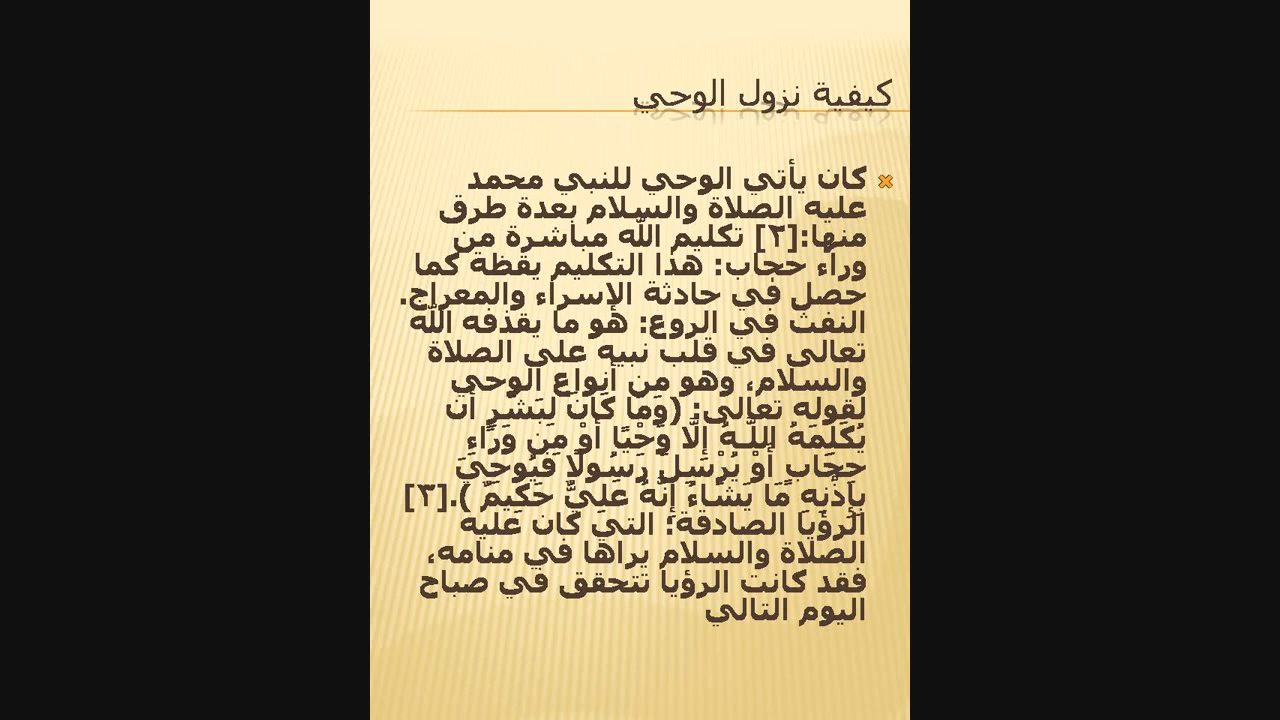 كيفية نزول الوحي
كان يأتي الوحي للنبي محمد
عليه الصلاة والسلام بعدة طرق
منها:[٢] تكليم الله مباشرة من
وراء حجاب: هذا التكليم يقظة كما
حصل في حادثة الإسراء والمعراج.
النفث في الروع: هو ما يقذفه الله
تعالى في قلب نبيه على الصلاة
والسلام، وهو من أنواع الوحي
لقوله تعالى: (وَمَا كَانَ لِبَشَرٍ أَن
يُكَلِّمَهُ اللَّـهُ إِلَّا وَحْيًا أَوْ مِن وَرَاءِ
حِجَابٍ أَوْ يُرْسِلَ رَسُولًا فَيُوحِيَ
بِإِذْنِهِ مَا يَشَاءُ إِنَّهُ عَلِيٌّ حَكِيمٌ ).[٣]
الرؤيا الصادقة؛ التي كان عليه
الصلاة والسلام يراها في منامه،
فقد كانت الرؤيا تتحقق في صباح
اليوم التالي